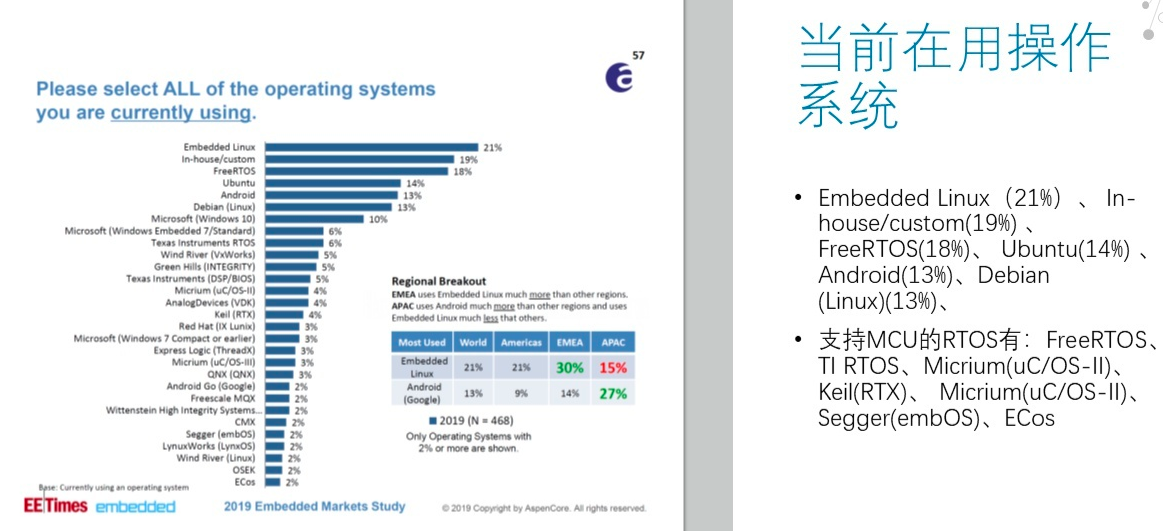 57
a
Please select ALL of the operating systems
you are currently using.
Embedded Linux 21%
In-house/custom 19%
FreeRTOS 18%
Ubuntu 14%
Android 13%
Debian (Linux) 13%
Microsoft (Windows 10) 10%
Microsoft (Windows Embedded 7/Standard) 6%
Texas Instruments RTOS 6%
Wind River (VxWorks) 5%
Green Hills (INTEGRITY) 5%
Texas Instruments (DSP/BIOS) 5%
Micrium (uC/OS-II) 4%
AnalogDevices (VDK) 4%
Keil (RTX) 4%
Red Hat (IX Lunix) 3%
Microsoft (Windows 7 Compact or earlier) 3%
Express Logic (ThreadX) 3%
Micrium (uC/OS-III) 3%
QNX (QNX) 3%
Android Go (Google) 2%
Freescale MQX 2%
Wittenstein High Integrity Systems... 2%
CMX 2%
Segger (embOS) 2%
LynuxWorks (LynxOS) 2%
Wind River (Linux) 2%
OSEK 2%
ECos 2%
Regional Breakout
EMEA uses Embedded Linux much more than other regions.
APAC uses Android much more than other regions and uses
Embedded Linux much less that others.
Most Used World Americas EMEA APAC
Embedded Linux 21% 21% 30% 15%
Android (Google) 13% 9% 14% 27%
2019 (N = 468)
Only Operating Systems with
2% or more are shown.
Base: Currently using an operating system
EETimes embedded
2019 Embedded Markets Study
© 2019 Copyright by AspenCore. All rights reserved.
当前在用操作
系统
• Embedded Linux（21%）、 In-
house/custom(19%) 、
FreeRTOS(18%)、 Ubuntu(14%) 、
Android(13%)、Debian
(Linux)(13%)、
• 支持MCU的RTOS有：FreeRTOS、
TI RTOS、Micrium(uC/OS-II)、
Keil(RTX)、 Micrium(uC/OS-II)、
Segger(embOS)、ECos